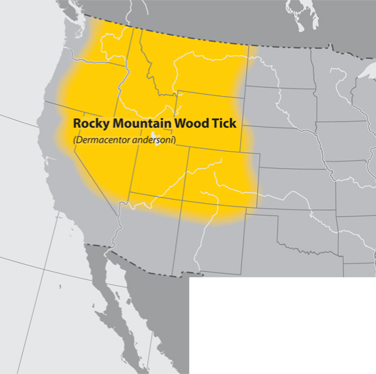 Rocky Mountain Wood Tick
(Dermacentor andersoni)